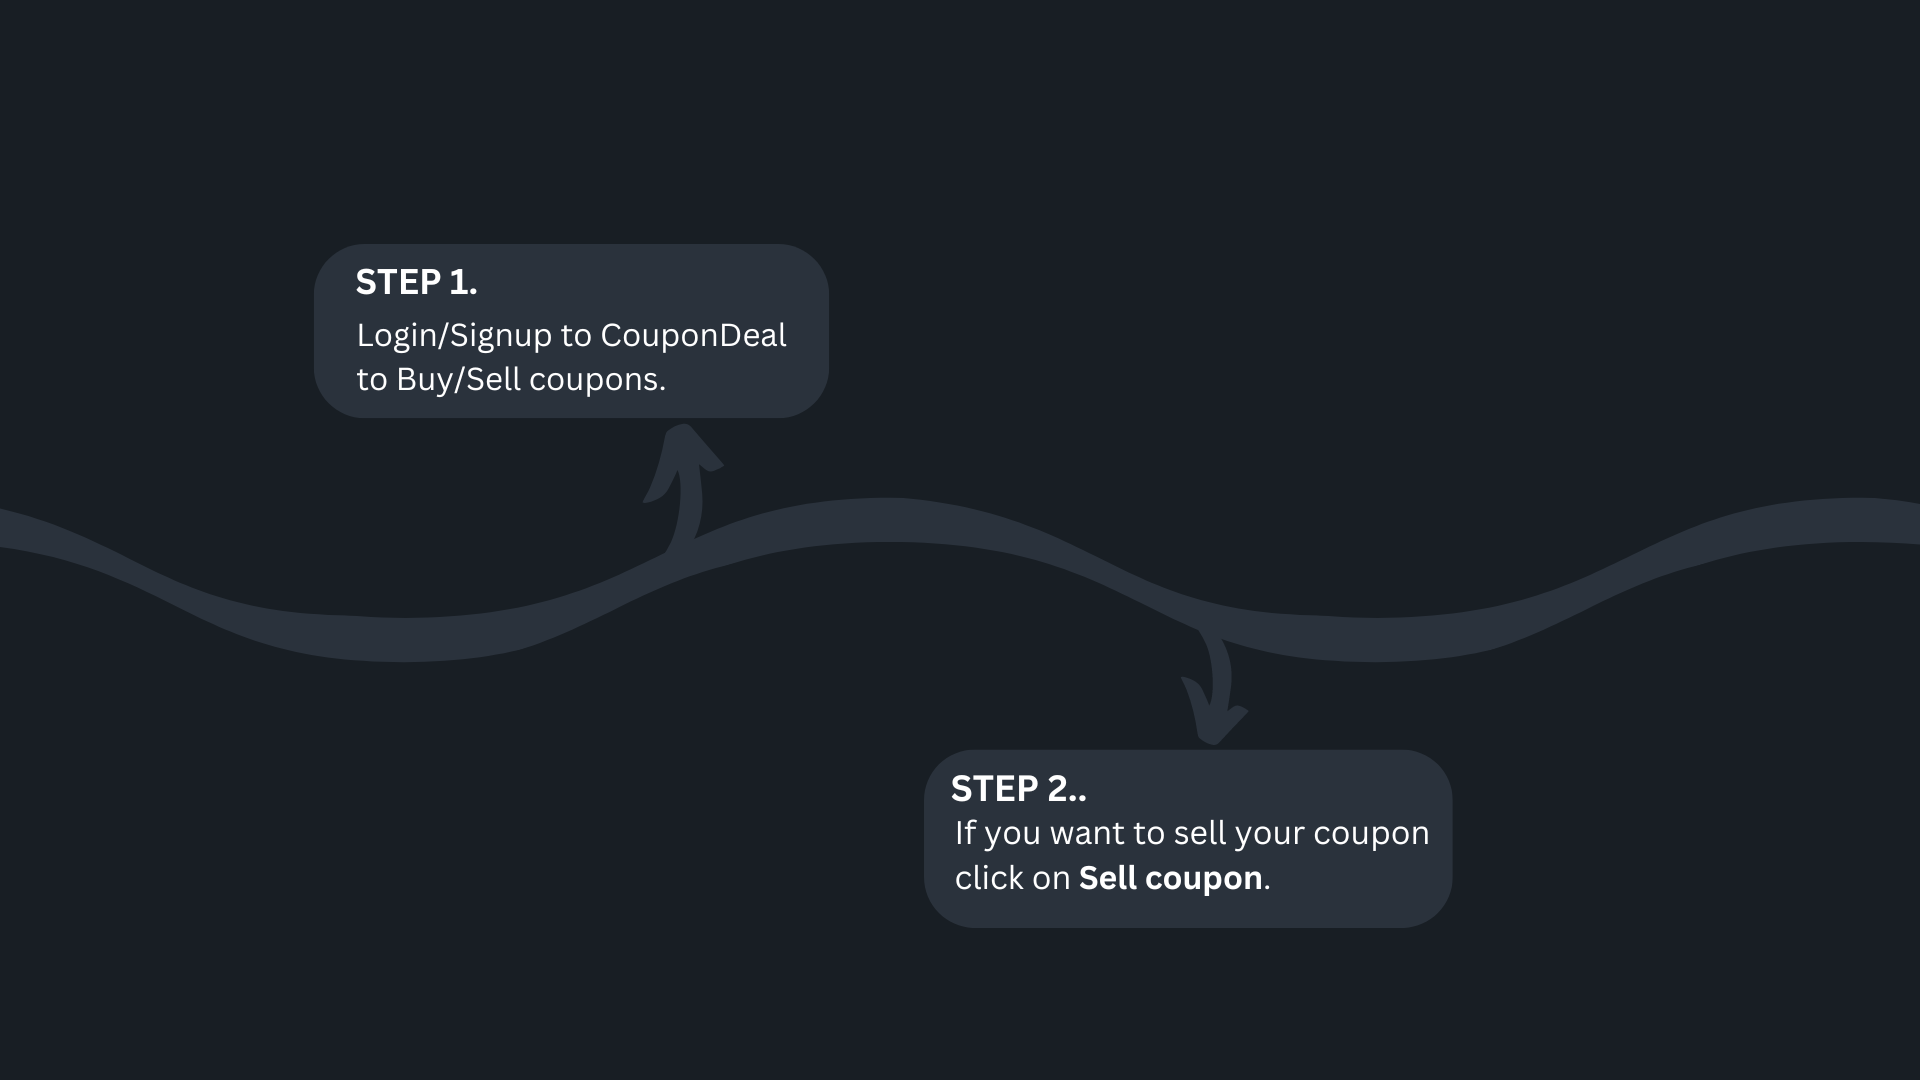 STEP 1.
Login/Signup to CouponDeal
to Buy/Sell coupons.
STEP 2..
If you want to sell your coupon
click on Sell coupon.